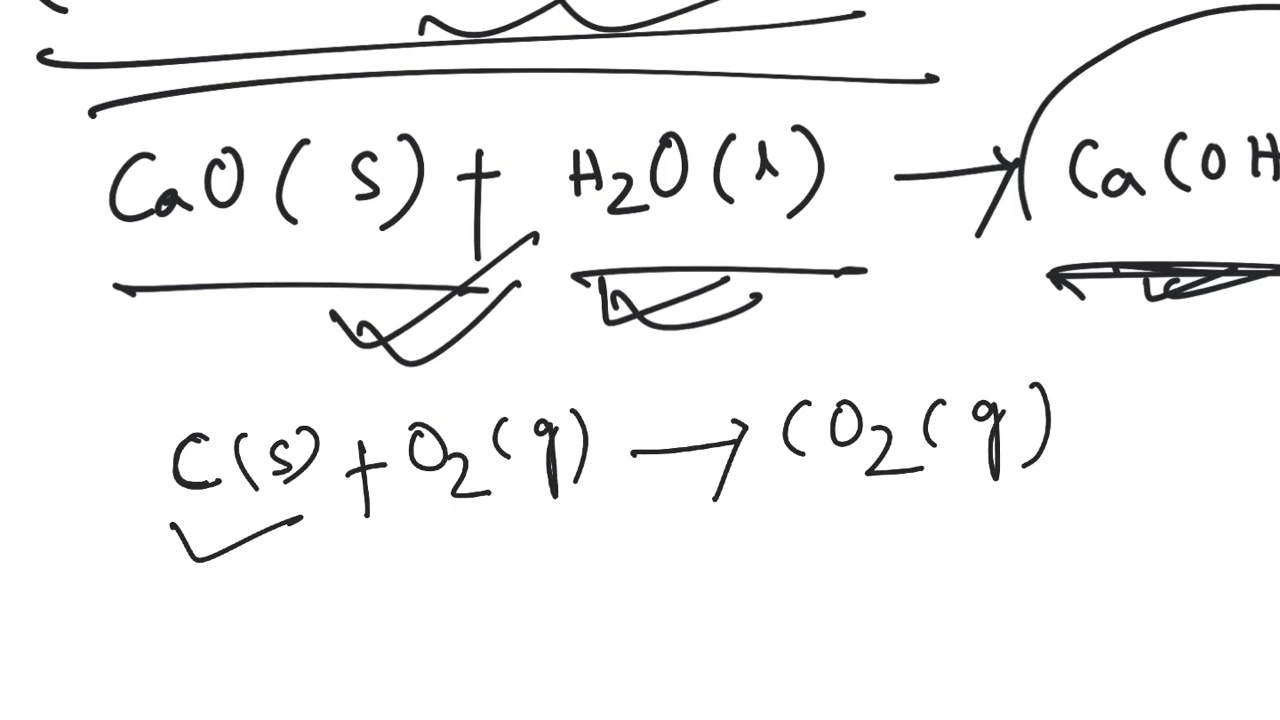 CaO(s) + H2O(l) → Ca(OH
C(s) + O2(g) → CO2(g)